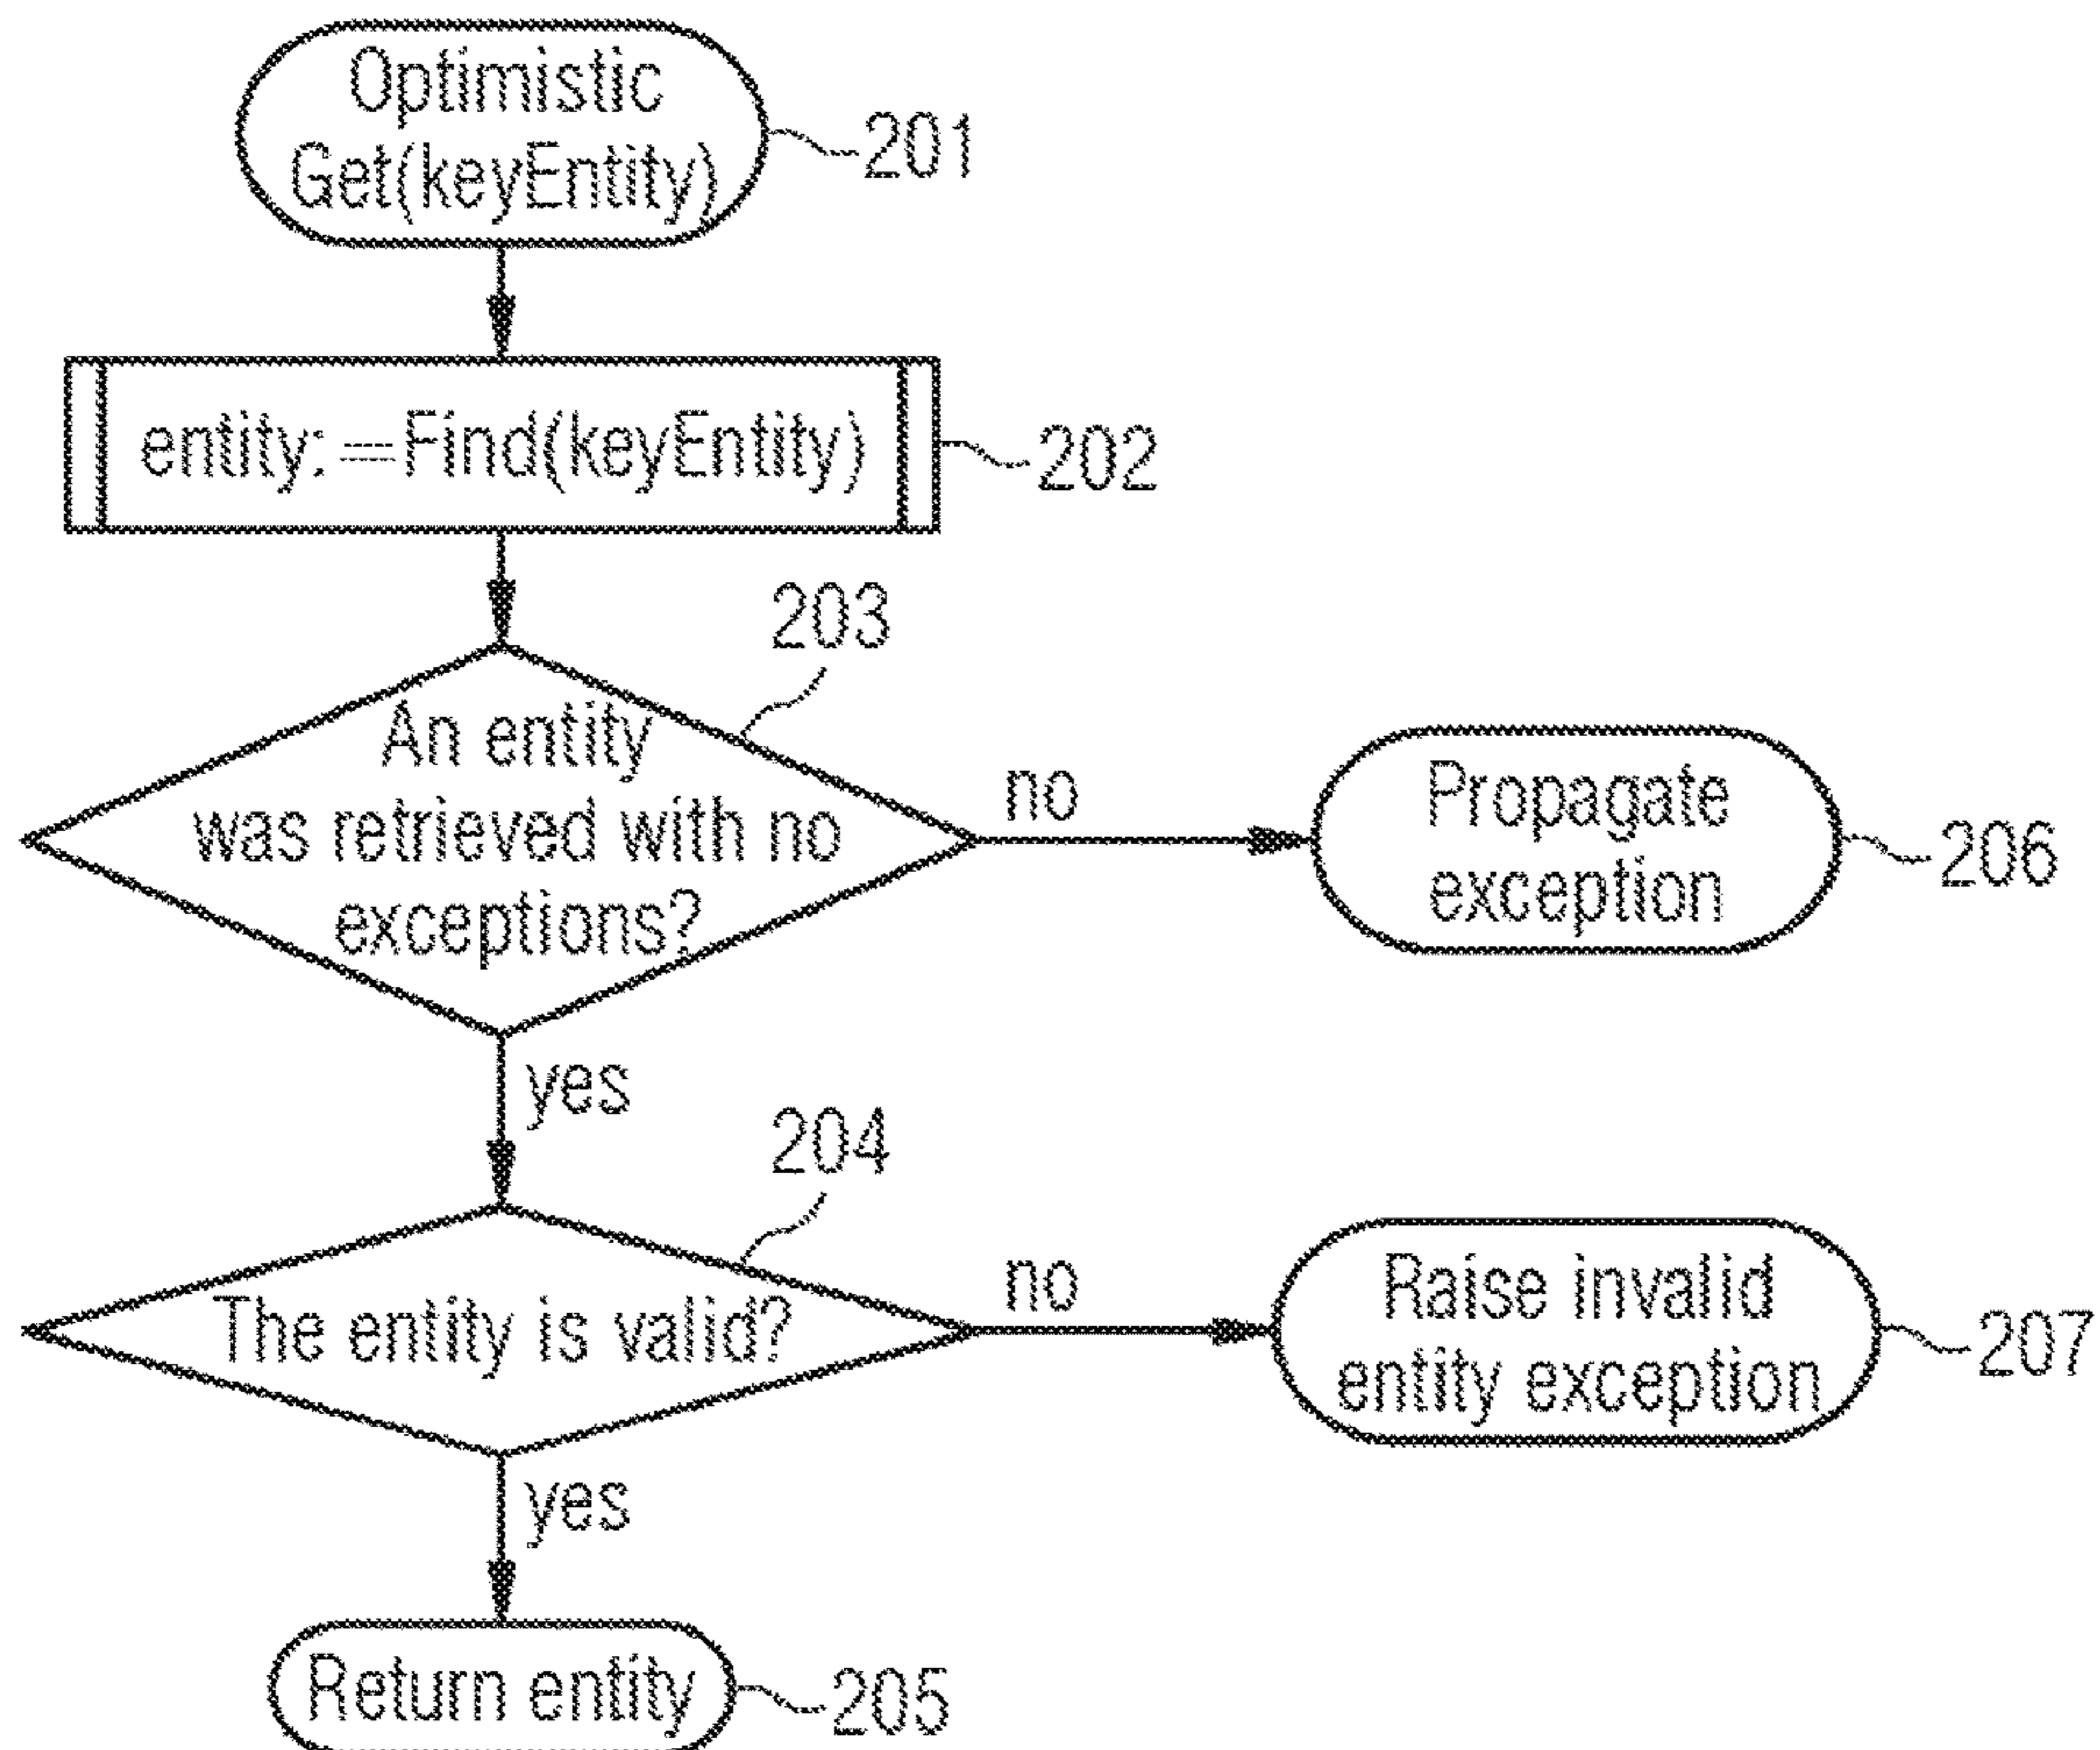 Optimistic
Get(keyEntity)
201
entity:=Find(keyEntity)
202
203
An entity
was retrieved with no
exceptions?
no
Propagate
exception
206
yes
204
The entity is valid?
no
Raise invalid
entity exception
207
yes
Return entity
205